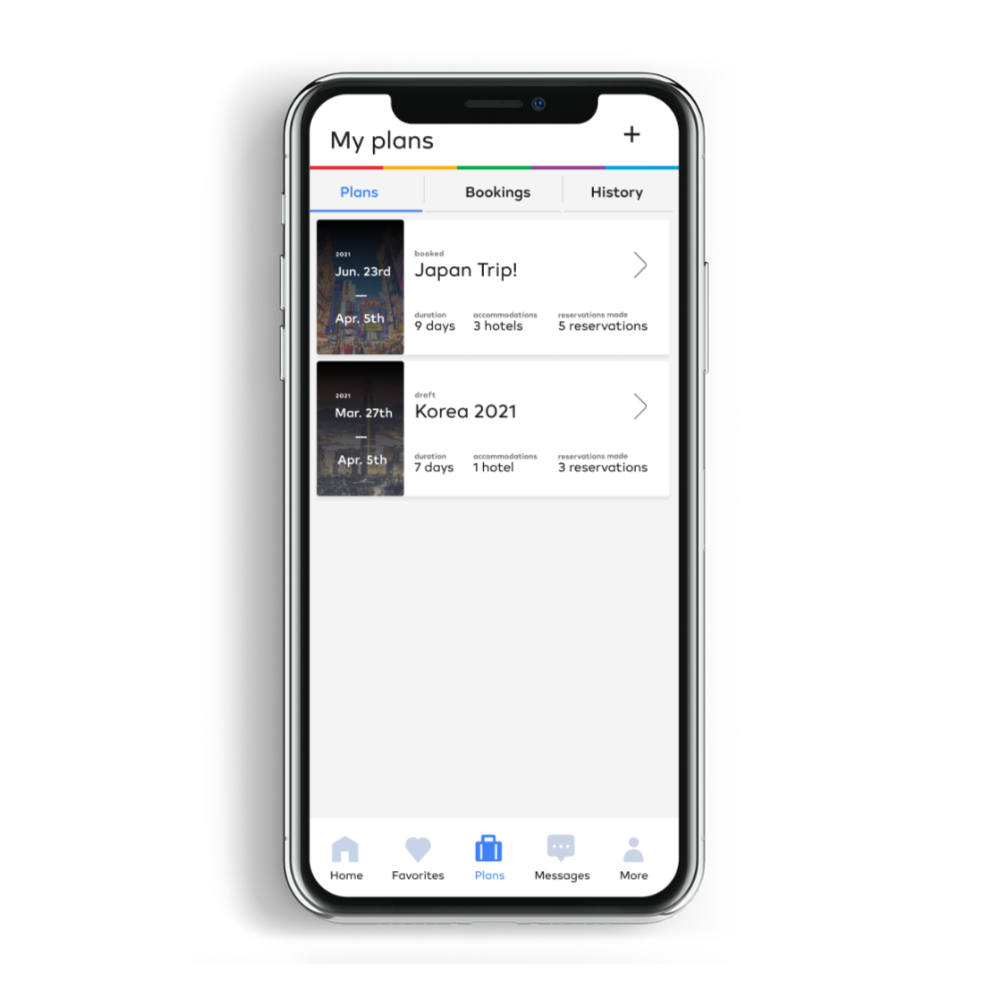 My plans
+
Plans Bookings History
2021
Jun. 23rd
—
Apr. 5th
booked
Japan Trip!
duration accommodations reservations made
9 days 3 hotels 5 reservations
2021
Mar. 27th
—
Apr. 5th
draft
Korea 2021
duration accommodations reservations made
7 days 1 hotel 3 reservations
Home Favorites Plans Messages More